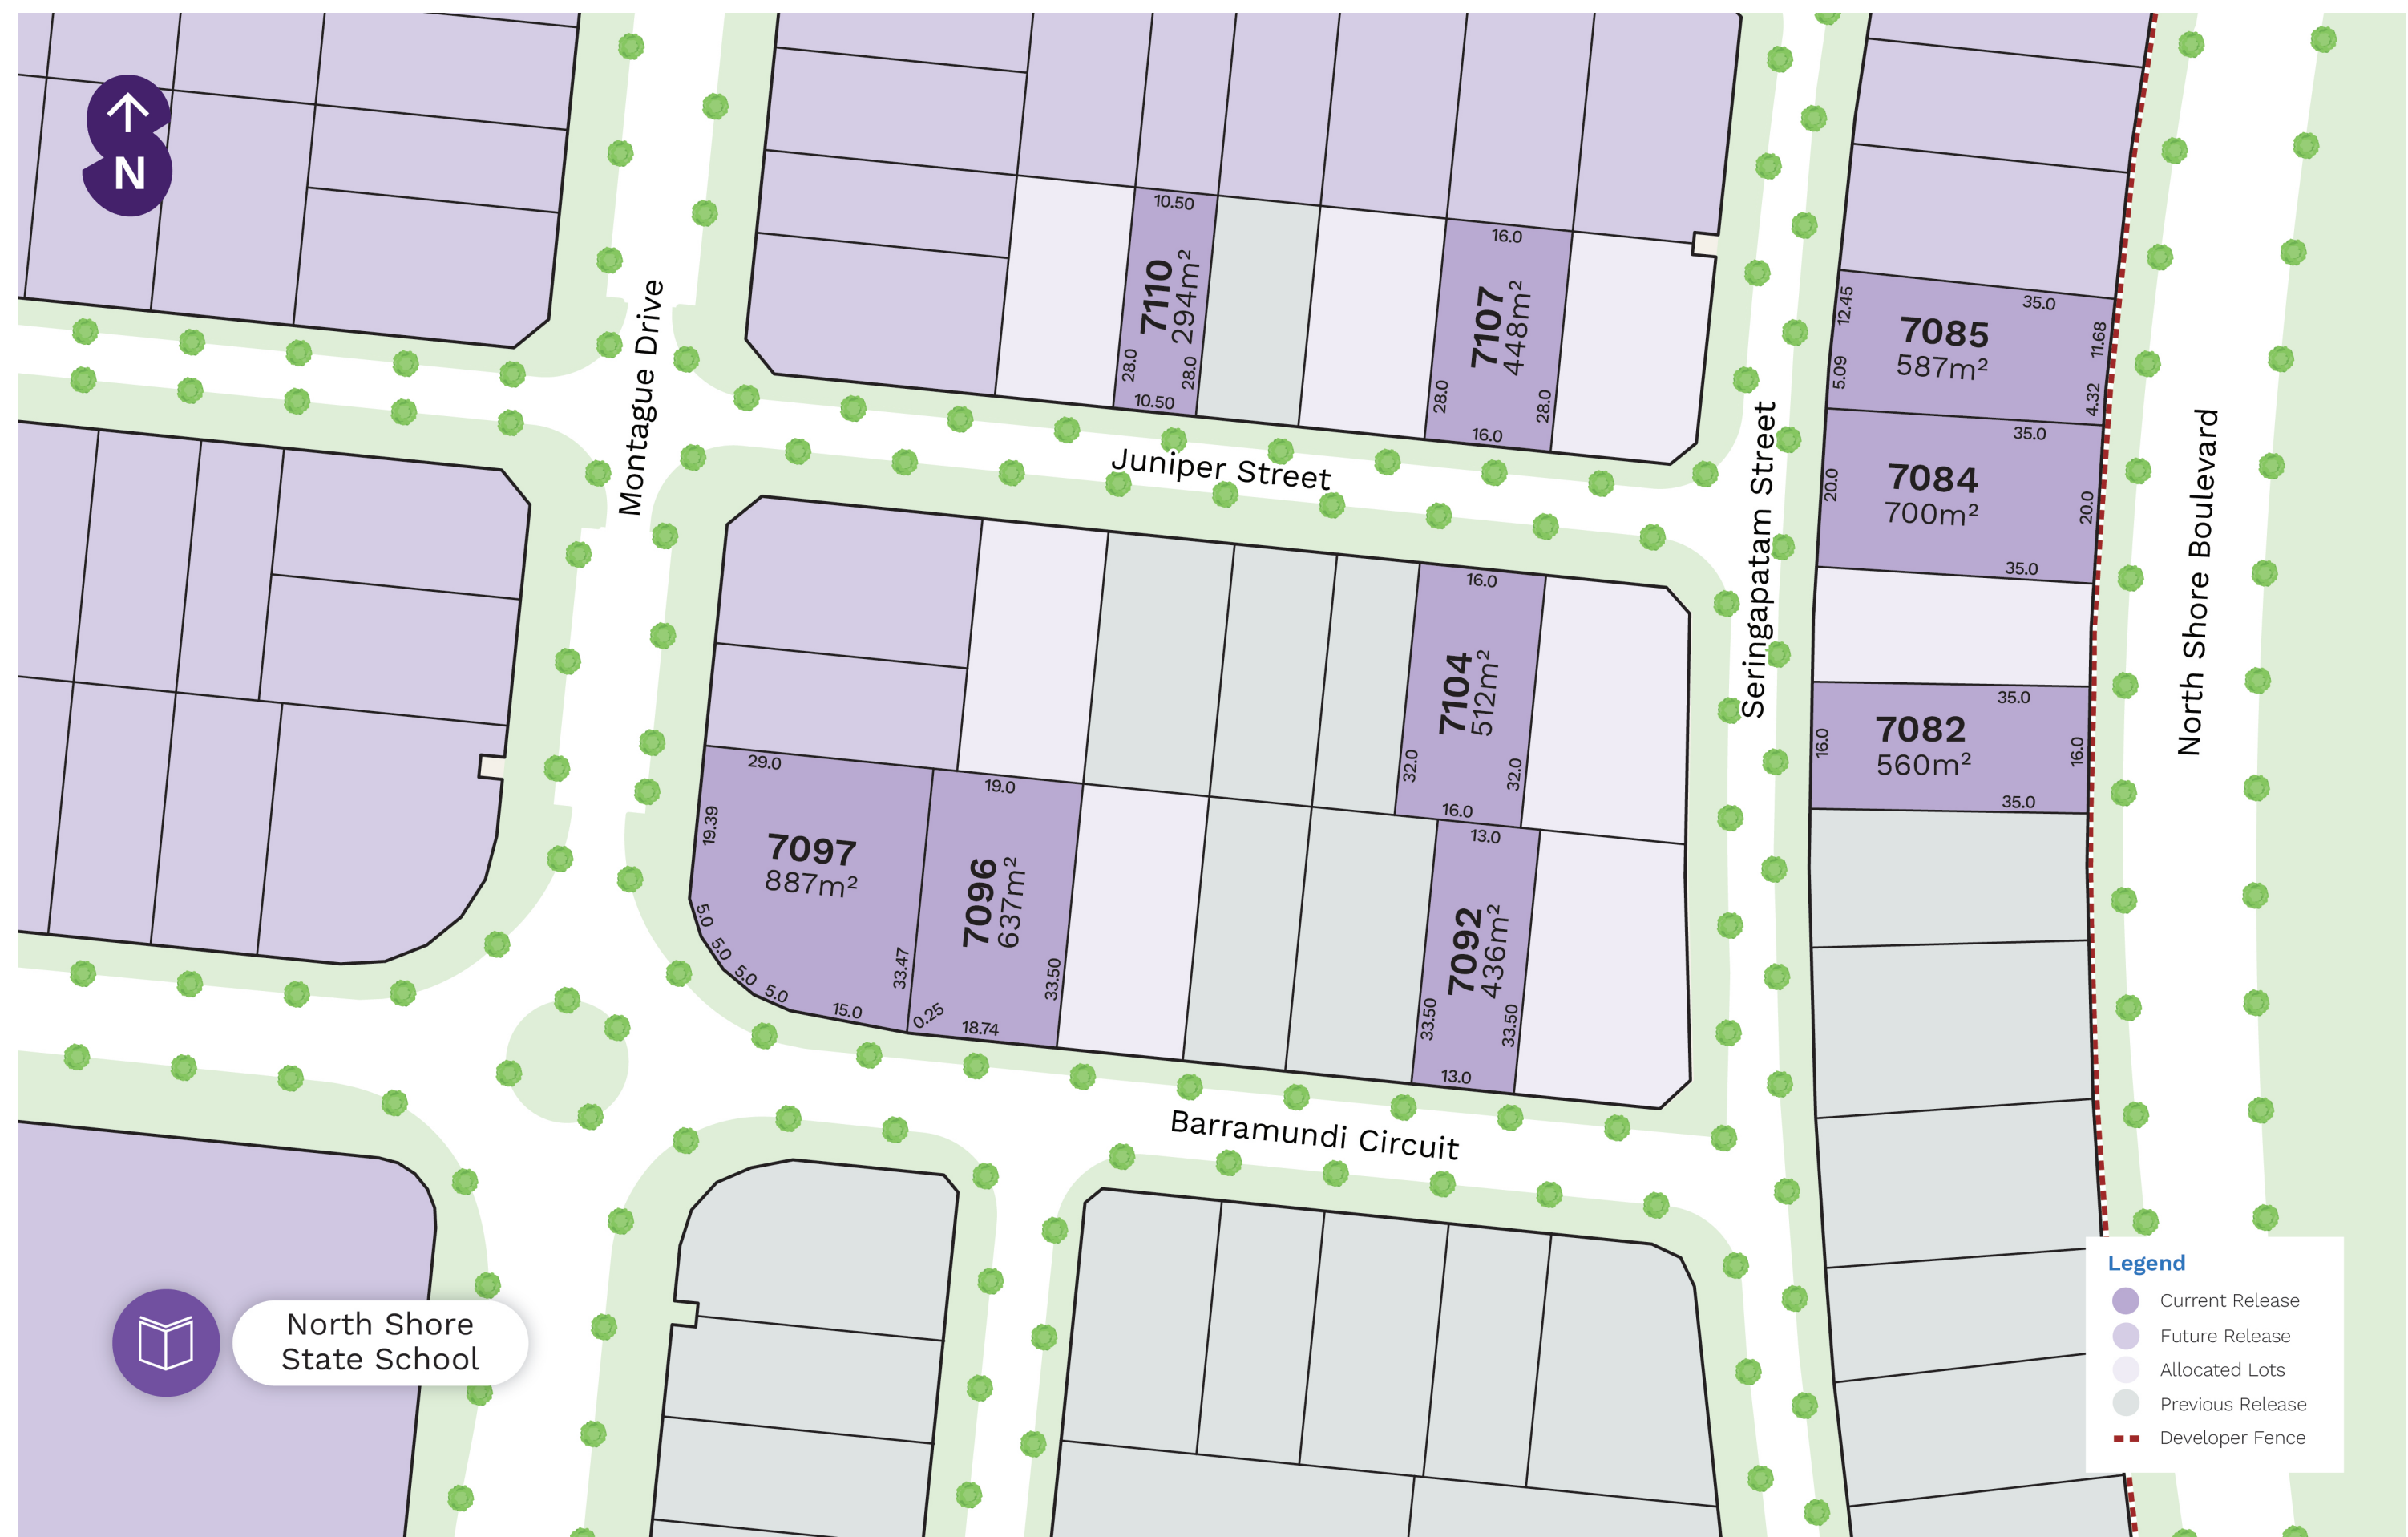 N
Montague Drive
Juniper Street
Seringapatam Street
North Shore Boulevard
Barramundi Circuit
10.50
7110
294m²
28.0
28.0
10.50
16.0
7107
448m²
28.0
28.0
16.0
12.45
35.0
7085
587m²
11.68
5.09
4.32
35.0
7084
700m²
20.0
20.0
35.0
35.0
7082
560m²
16.0
16.0
35.0
16.0
7104
512m²
32.0
32.0
16.0
29.0
19.39
7097
887m²
5.0
5.0
5.0
5.0
15.0
33.47
19.0
7096
637m²
33.50
0.25
18.74
13.0
7092
436m²
33.50
33.50
13.0
North Shore
State School
Legend
Current Release
Future Release
Allocated Lots
Previous Release
Developer Fence